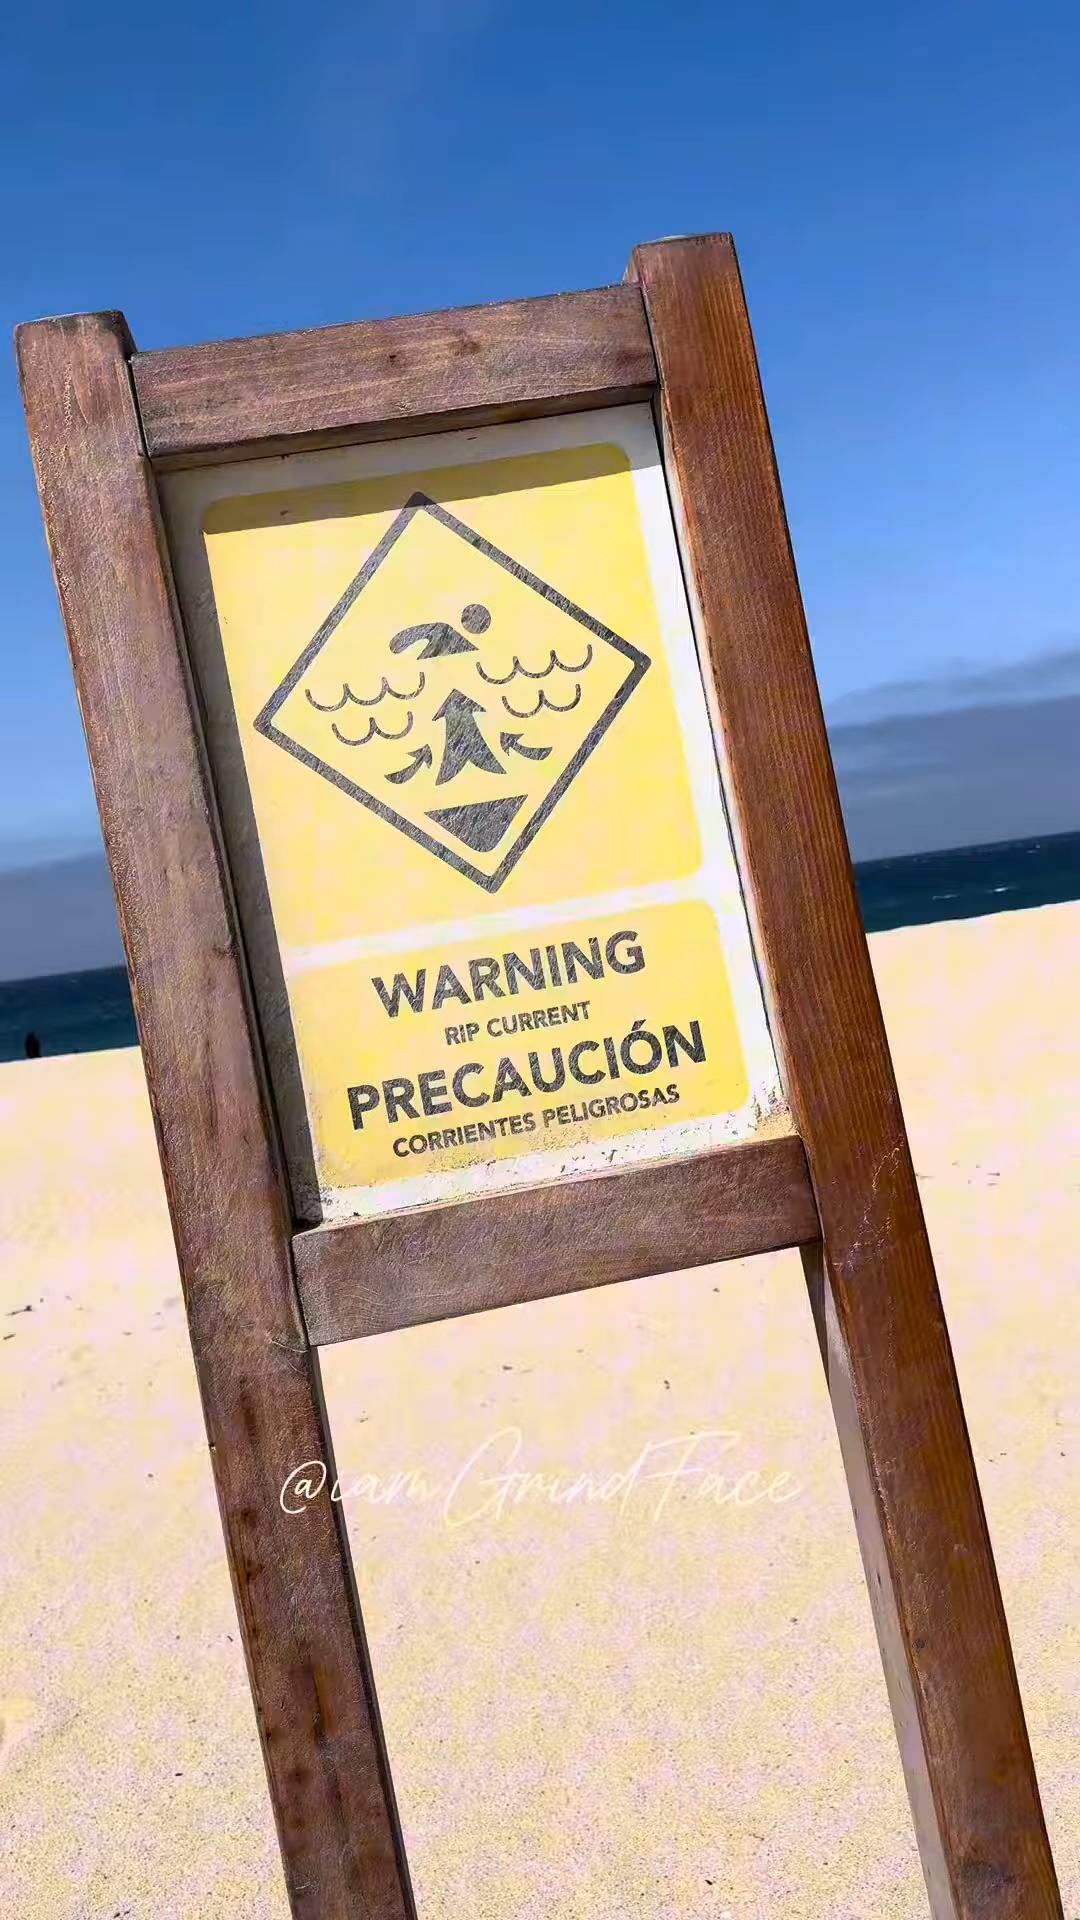 WARNING
RIP CURRENT
PRECAUCIÓN
CORRIENTES PELIGROSAS
@iamGrindFace